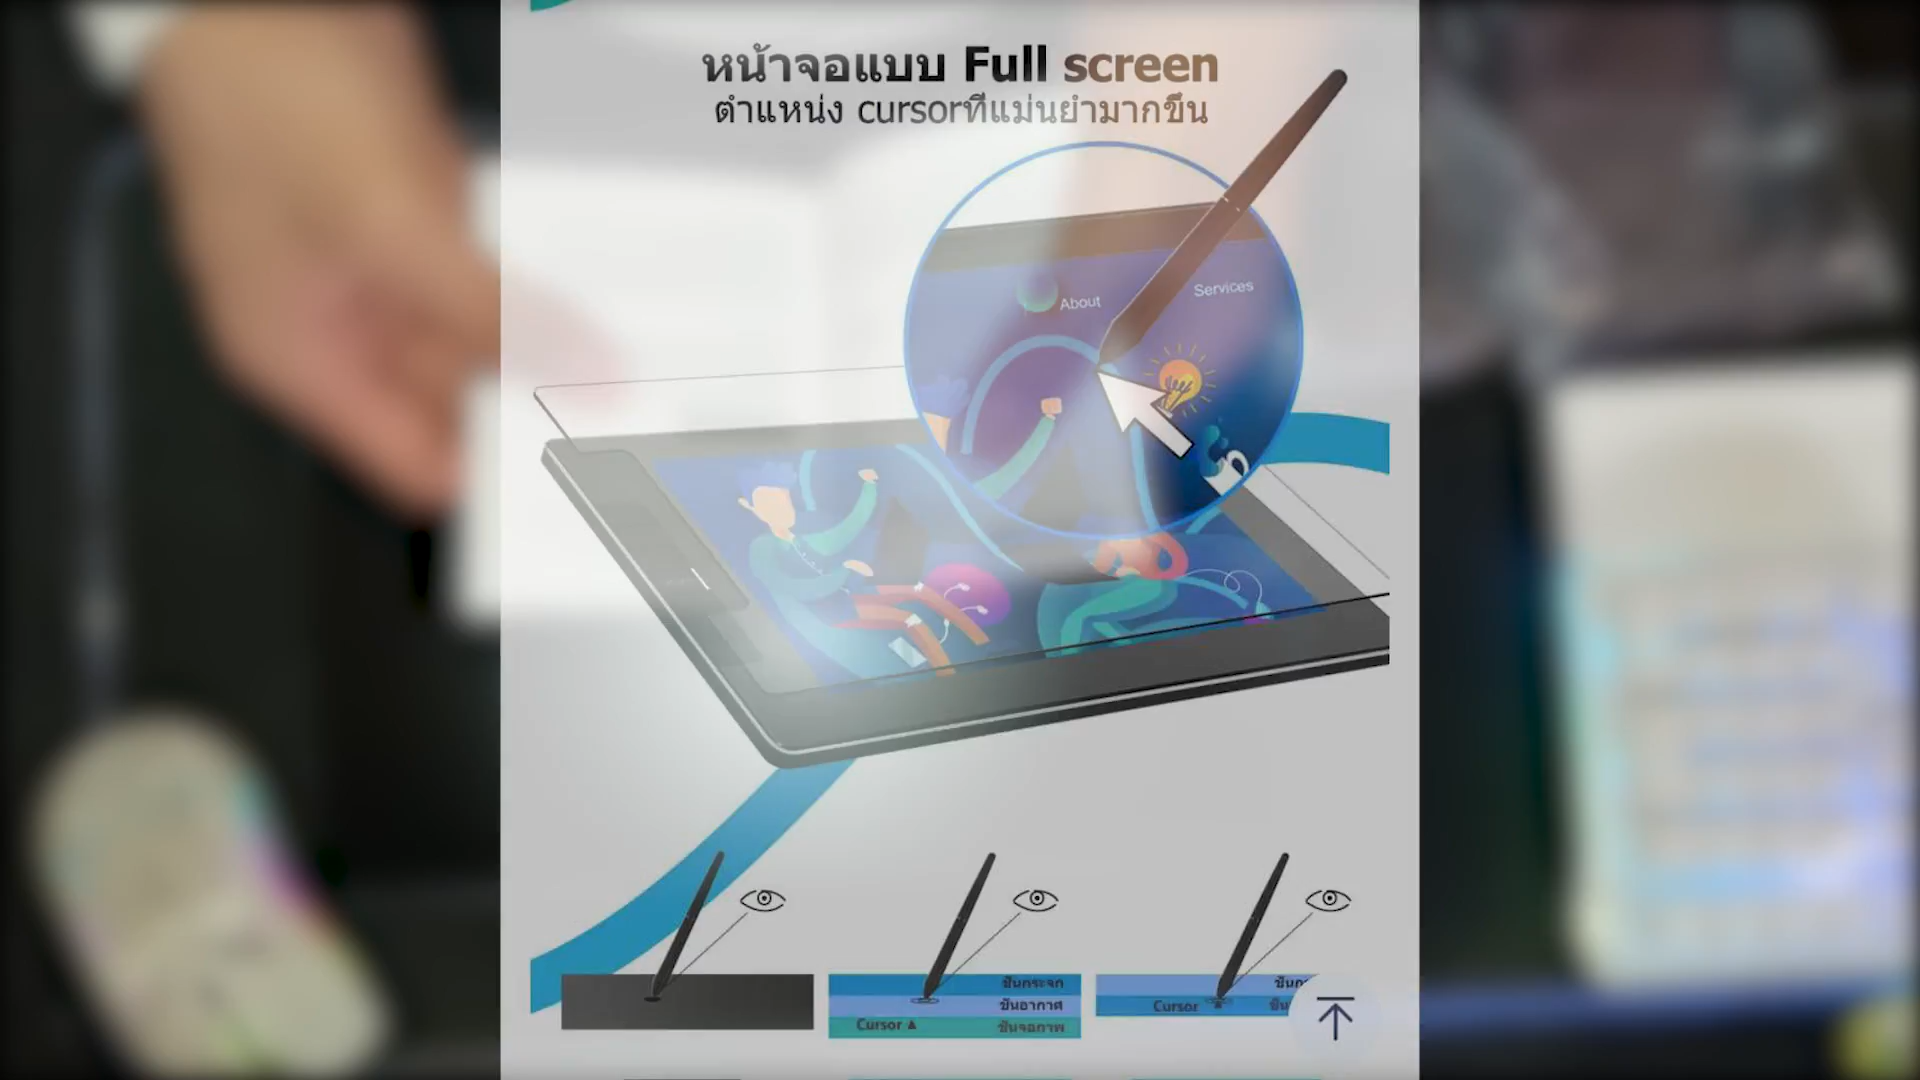 หน้าจอแบบ Full screen
ตำแหน่ง cursorที่แม่นยำมากขึ้น
About
Services
ชั้นกระจก
ชั้นอากาศ
Cursor
ชั้นจอภาพ
Cursor